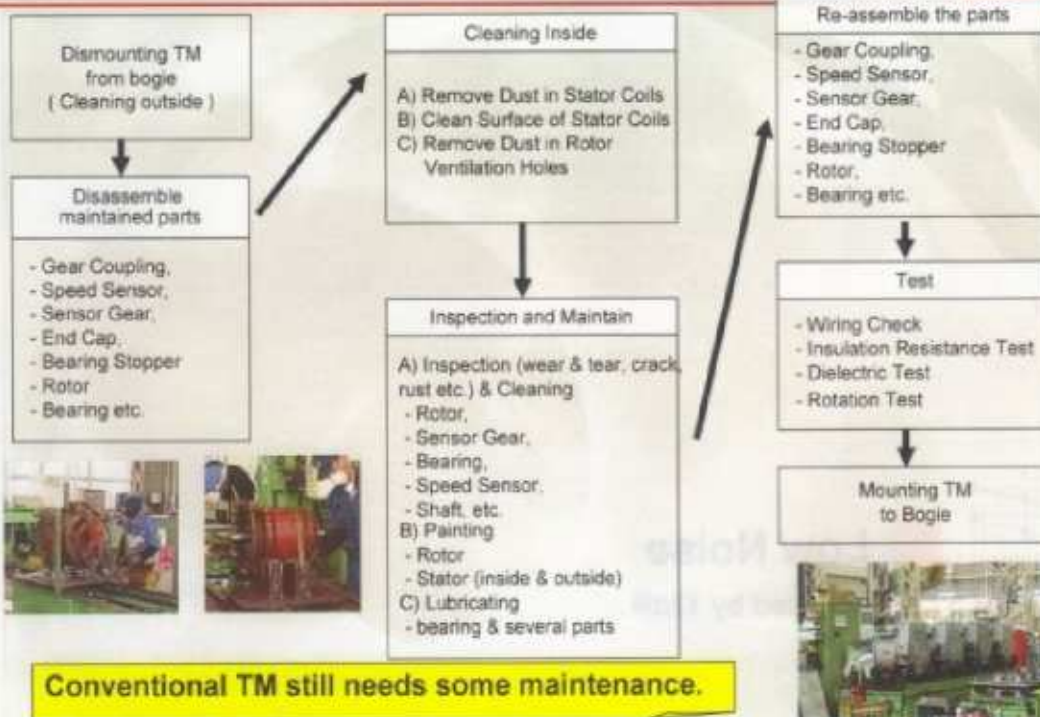 Dismounting TM
from bogie
( Cleaning outside )
Disassemble
maintained parts
- Gear Coupling,
- Speed Sensor,
- Sensor Gear,
- End Cap,
- Bearing Stopper
- Rotor
- Bearing etc.
Cleaning Inside
A) Remove Dust in Stator Coils
B) Clean Surface of Stator Coils
C) Remove Dust in Rotor
Ventilation Holes
Inspection and Maintain
A) Inspection (wear & tear, crack,
rust etc.) & Cleaning
- Rotor,
- Sensor Gear,
- Bearing,
- Speed Sensor,
- Shaft, etc.
B) Painting
- Rotor
- Stator (inside & outside)
C) Lubricating
- bearing & several parts
Re-assemble the parts
- Gear Coupling,
- Speed Sensor,
- Sensor Gear,
- End Cap,
- Bearing Stopper
- Rotor,
- Bearing etc.
Test
- Wiring Check
- Insulation Resistance Test
- Dielectric Test
- Rotation Test
Mounting TM
to Bogie
Conventional TM still needs some maintenance.